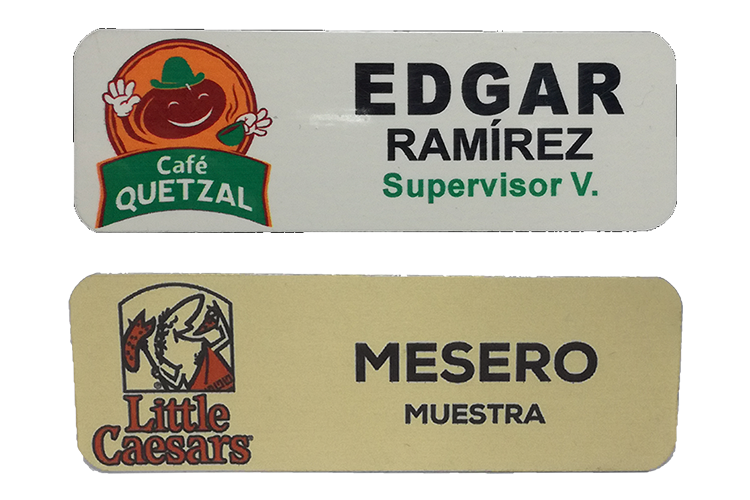 Café
QUETZAL
EDGAR
RAMÍREZ
Supervisor V.
Little
Caesars
MESERO
MUESTRA